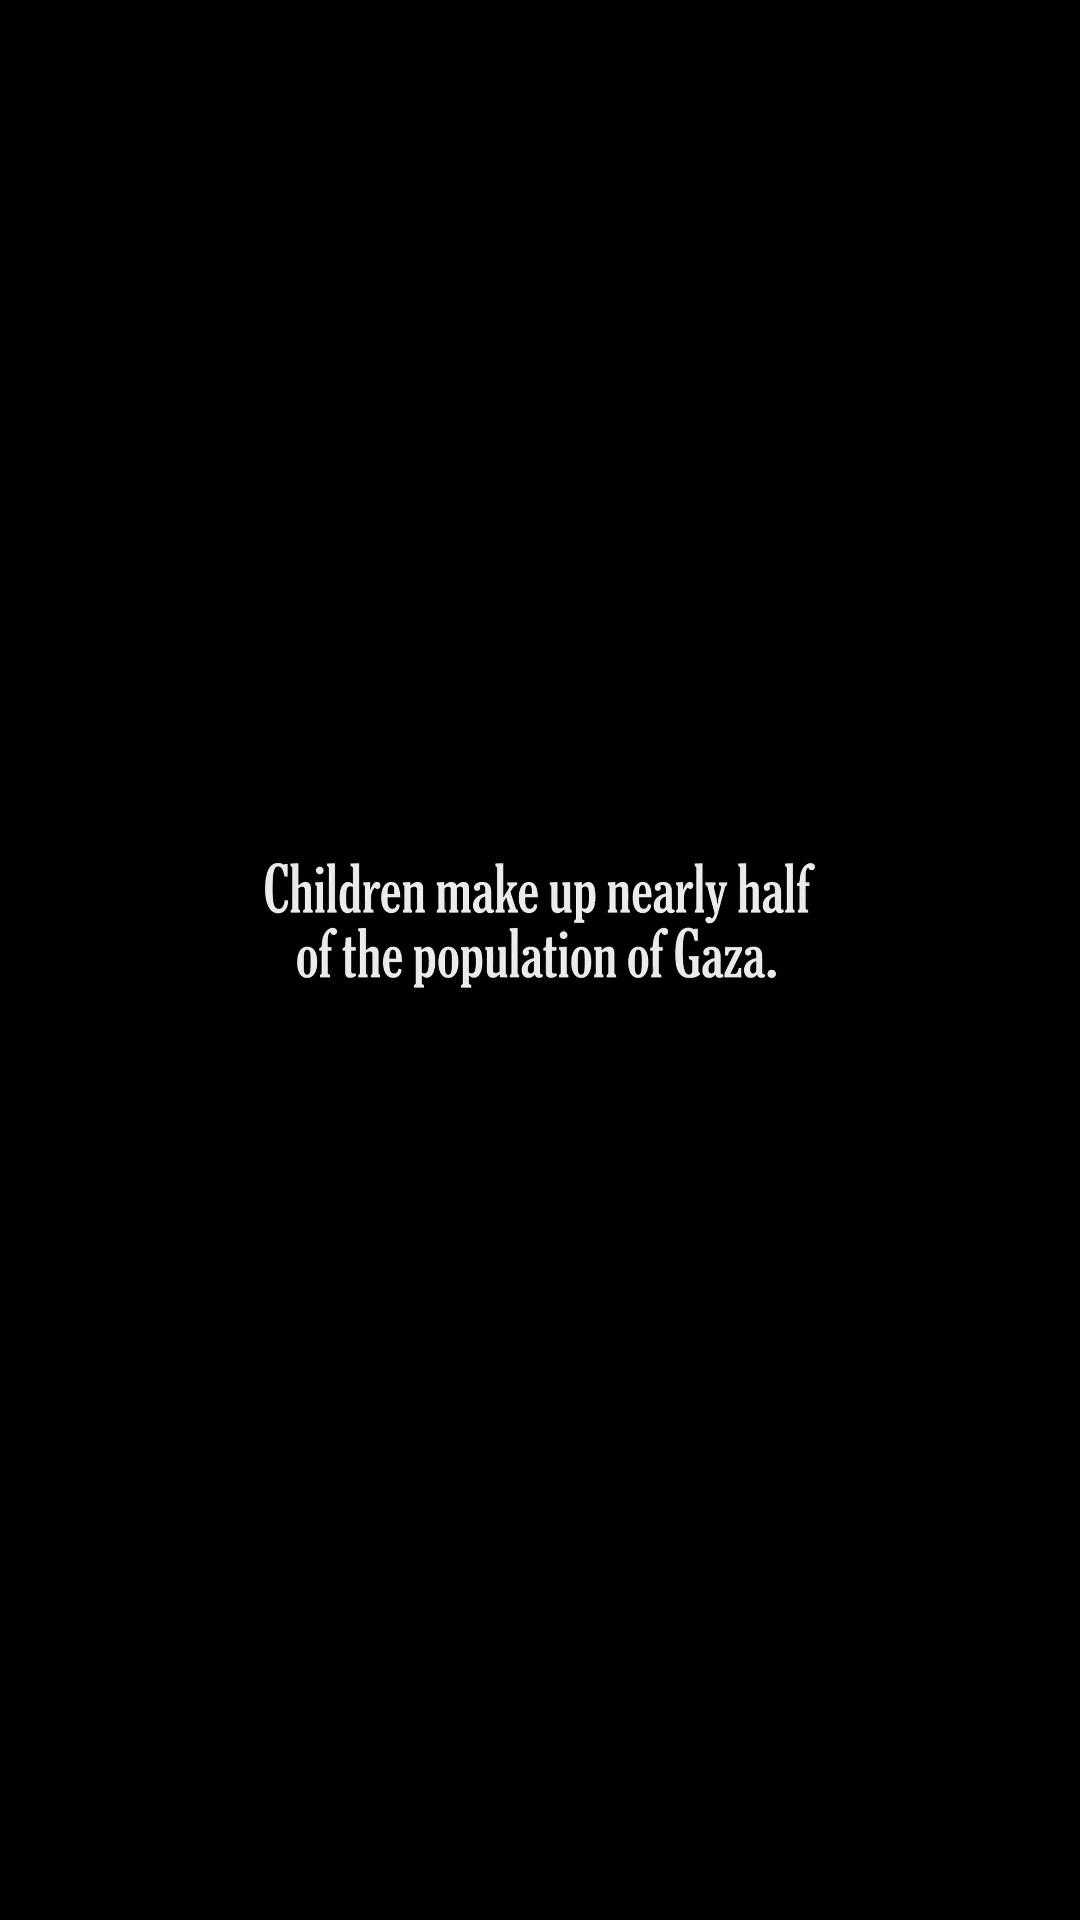 Children make up nearly half
of the population of Gaza.